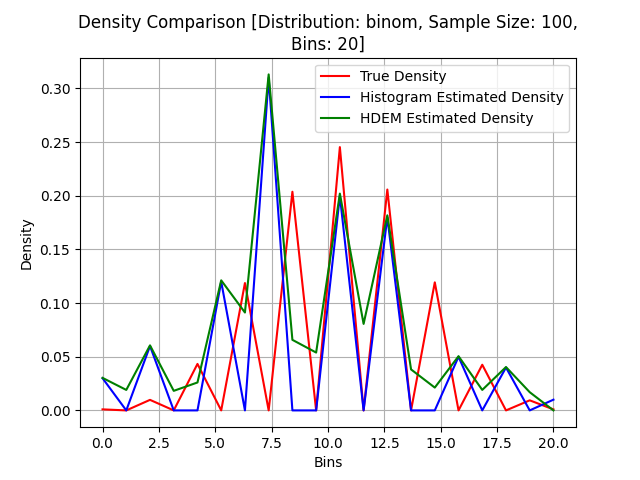 Density Comparison [Distribution: binom, Sample Size: 100,
Bins: 20]
True Density
Histogram Estimated Density
HDEM Estimated Density
Density
0.30
0.25
0.20
0.15
0.10
0.05
0.00
0.0 2.5 5.0 7.5 10.0 12.5 15.0 17.5 20.0
Bins